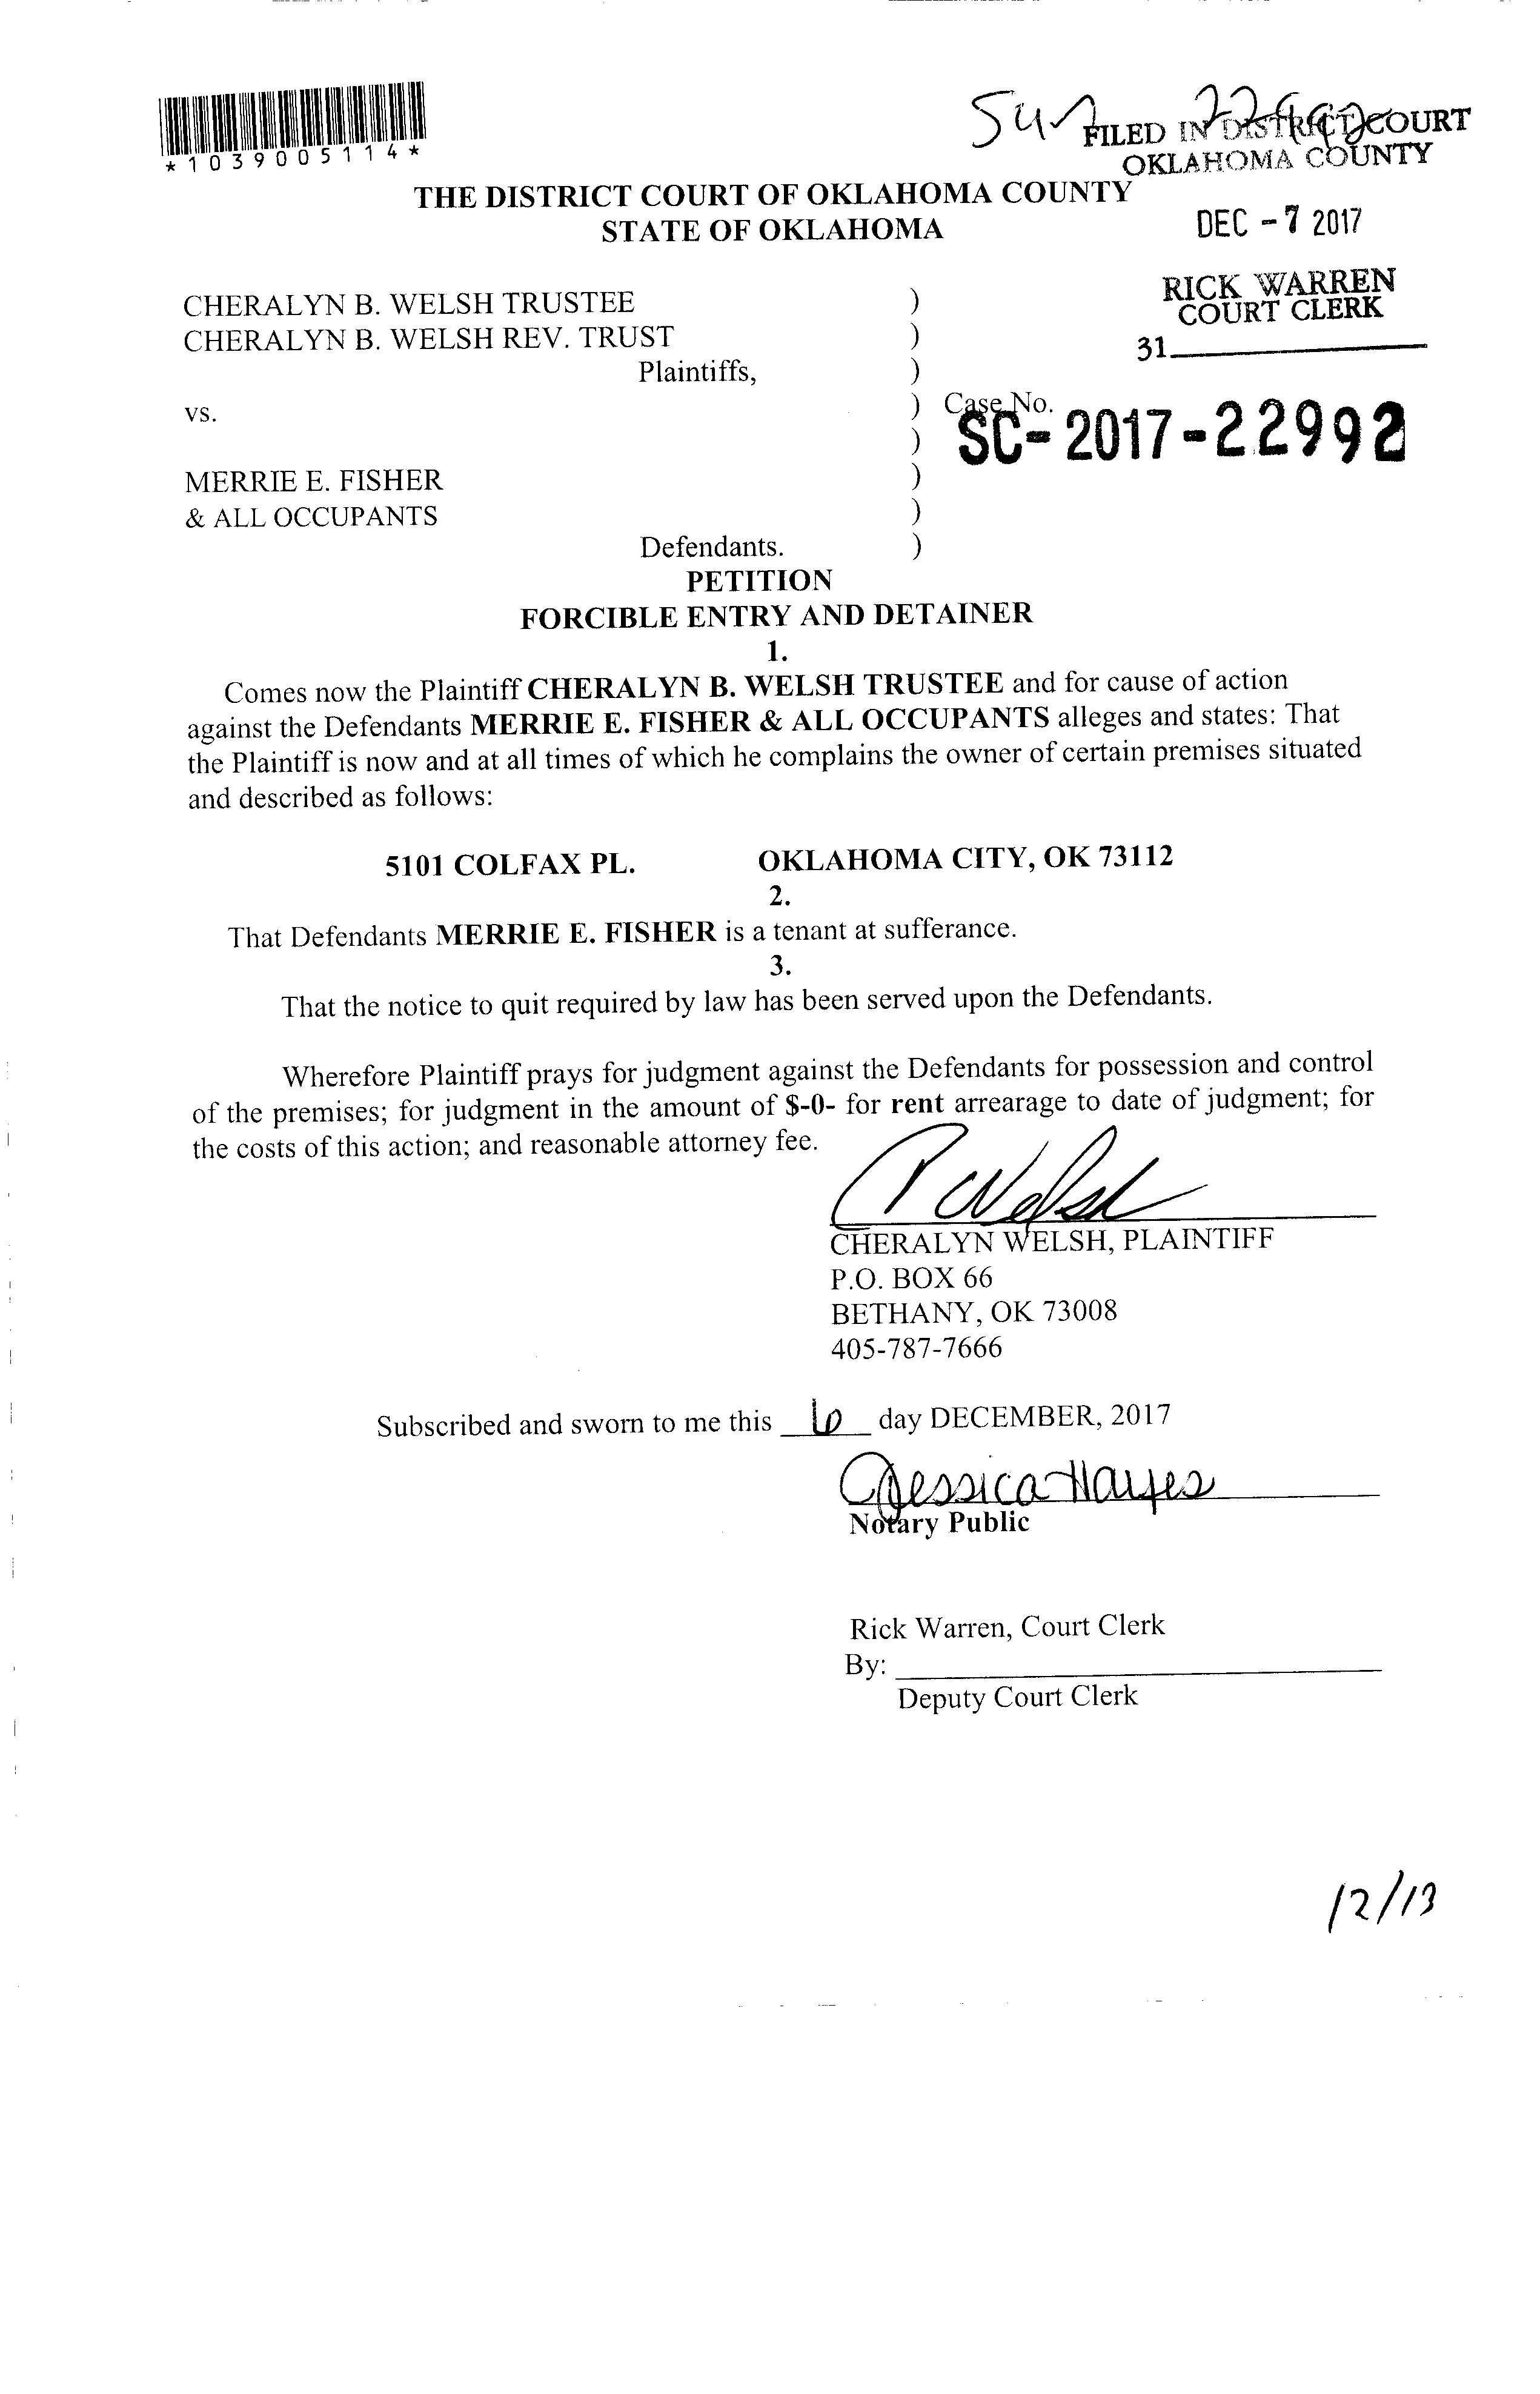 *1039005114*
FILED IN DISTRICT COURT
OKLAHOMA COUNTY
THE DISTRICT COURT OF OKLAHOMA COUNTY
STATE OF OKLAHOMA
DEC - 7 2017
RICK WARREN
COURT CLERK
31
CHERALYN B. WELSH TRUSTEE )
CHERALYN B. WELSH REV. TRUST )
Plaintiffs, )
vs. ) Case No.
) SC-2017-22992
MERRIE E. FISHER )
& ALL OCCUPANTS )
Defendants. )
PETITION
FORCIBLE ENTRY AND DETAINER
1.
Comes now the Plaintiff CHERALYN B. WELSH TRUSTEE and for cause of action
against the Defendants MERRIE E. FISHER & ALL OCCUPANTS alleges and states: That
the Plaintiff is now and at all times of which he complains the owner of certain premises situated
and described as follows:
5101 COLFAX PL. OKLAHOMA CITY, OK 73112
2.
That Defendants MERRIE E. FISHER is a tenant at sufferance.
3.
That the notice to quit required by law has been served upon the Defendants.
Wherefore Plaintiff prays for judgment against the Defendants for possession and control
of the premises; for judgment in the amount of $-0- for rent arrearage to date of judgment; for
the costs of this action; and reasonable attorney fee.
C Welsh
CHERALYN WELSH, PLAINTIFF
P.O. BOX 66
BETHANY, OK 73008
405-787-7666
Subscribed and sworn to me this 6 day DECEMBER, 2017
Jessica Hayes
Notary Public
Rick Warren, Court Clerk
By:
Deputy Court Clerk
12/13